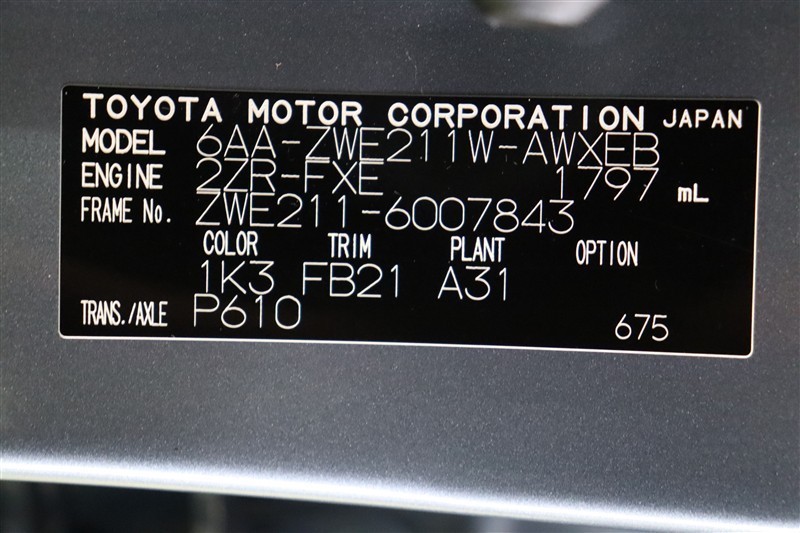 TOYOTA MOTOR CORPORATION JAPAN
MODEL 6AA-ZWE211W-AWXEB
ENGINE 2ZR-FXE 1797 mL
FRAME No. ZWE211-6007843
COLOR TRIM PLANT OPTION
1K3 FB21 A31
TRANS./AXLE P610 675